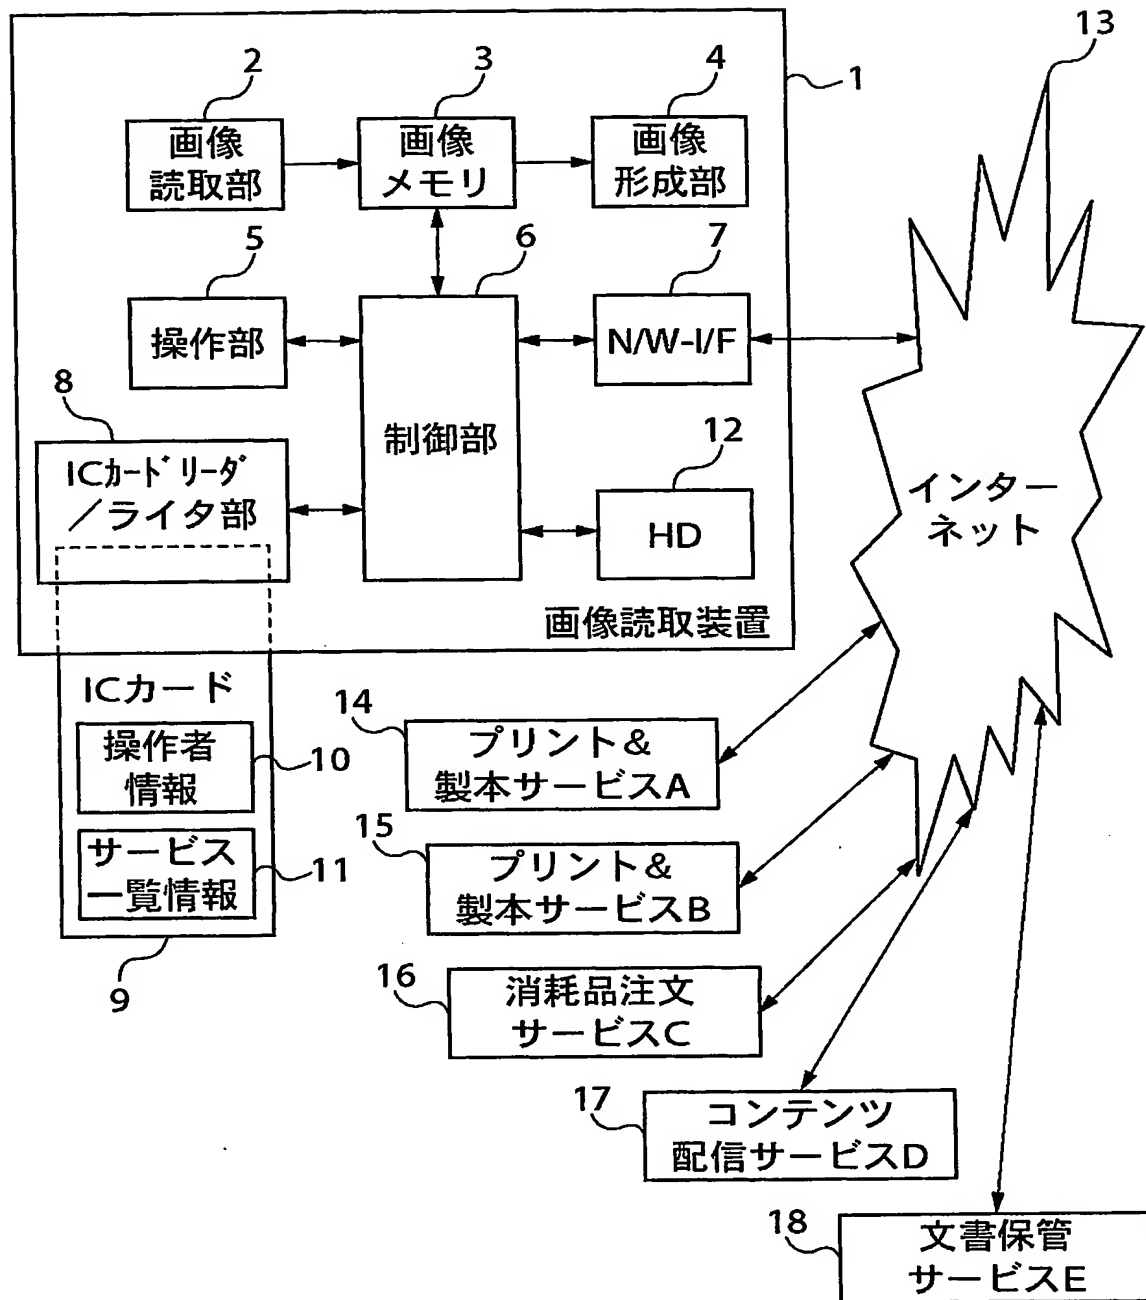 13
2
3
4
1
画像
読取部
画像
メモリ
画像
形成部
5
6
7
操作部
N/W-I/F
8
制御部
12
ICｶｰﾄﾞリーダ
／ライタ部
HD
インター
ネット
画像読取装置
ICカード
操作者
情報
10
サービス
一覧情報
11
9
14
プリント＆
製本サービスA
15
プリント＆
製本サービスB
16
消耗品注文
サービスC
17
コンテンツ
配信サービスD
18
文書保管
サービスE